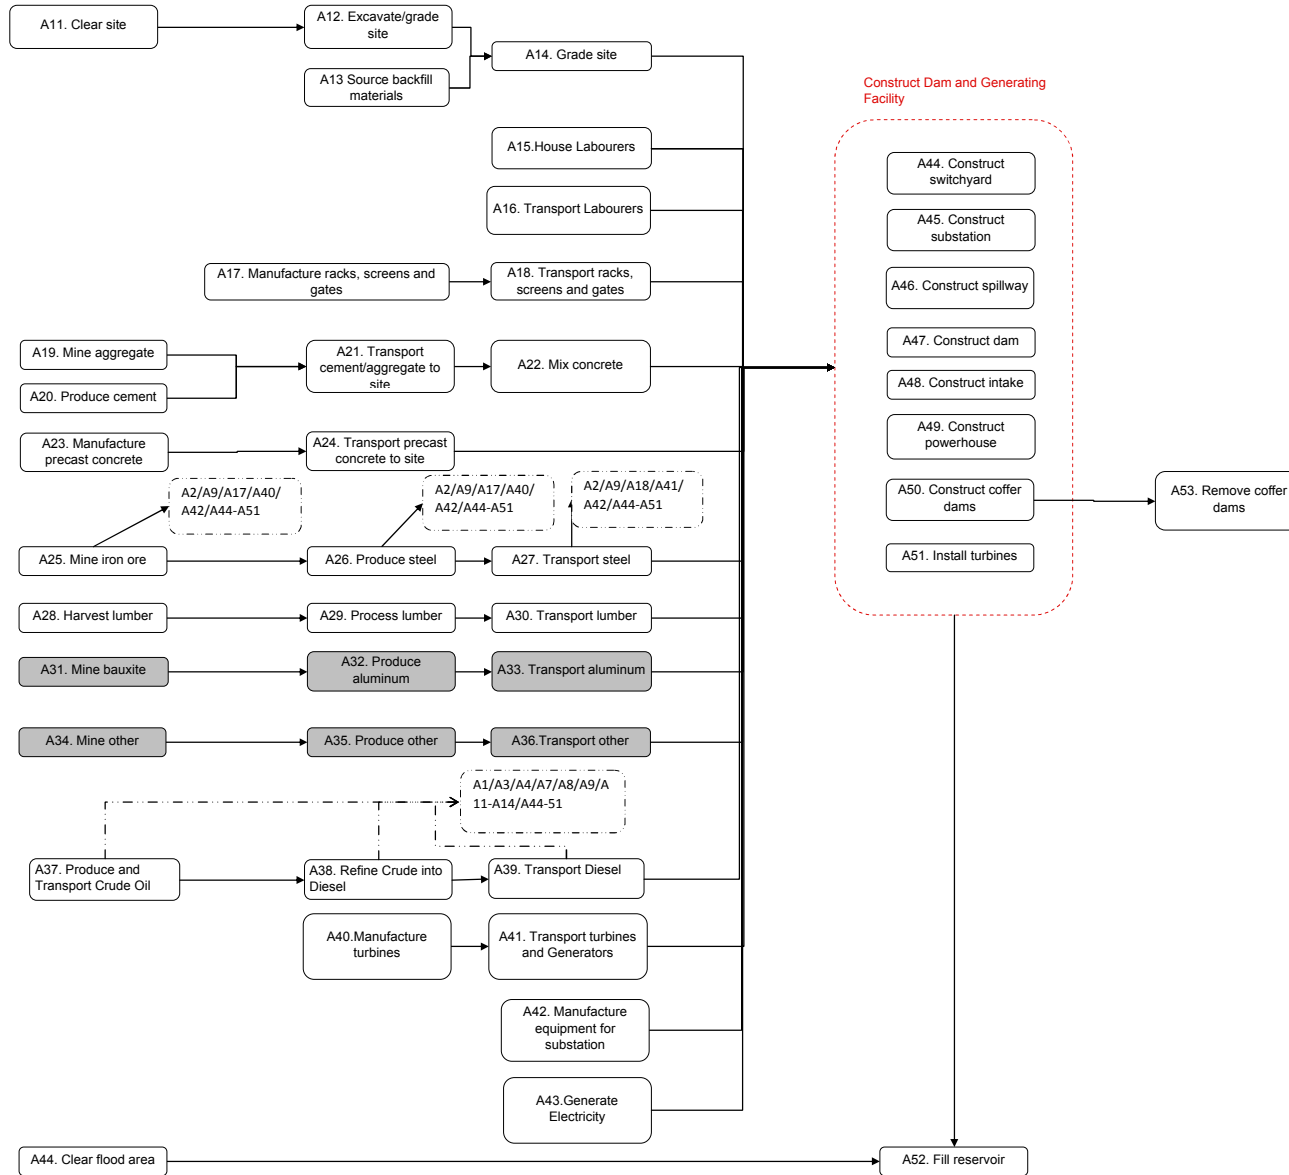 A11. Clear site
A12. Excavate/grade
site
A13 Source backfill
materials
A14. Grade site
Construct Dam and Generating
Facility
A15.House Labourers
A16. Transport Labourers
A17. Manufacture racks, screens and
gates
A18. Transport racks,
screens and gates
A19. Mine aggregate
A20. Produce cement
A21. Transport
cement/aggregate to
site
A22. Mix concrete
A23. Manufacture
precast concrete
A24. Transport precast
concrete to site
A2/A9/A17/A40/
A42/A44-A51
A2/A9/A17/A40/
A42/A44-A51
A2/A9/A18/A41/
A42/A44-A51
A25. Mine iron ore
A26. Produce steel
A27. Transport steel
A28. Harvest lumber
A29. Process lumber
A30. Transport lumber
A31. Mine bauxite
A32. Produce
aluminum
A33. Transport aluminum
A34. Mine other
A35. Produce other
A36.Transport other
A1/A3/A4/A7/A8/A9/A
11-A14/A44-51
A37. Produce and
Transport Crude Oil
A38. Refine Crude into
Diesel
A39. Transport Diesel
A40.Manufacture
turbines
A41. Transport turbines
and Generators
A42. Manufacture
equipment for
substation
A43.Generate
Electricity
A44. Construct
switchyard
A45. Construct
substation
A46. Construct spillway
A47. Construct dam
A48. Construct intake
A49. Construct
powerhouse
A50. Construct coffer
dams
A51. Install turbines
A53. Remove coffer
dams
A44. Clear flood area
A52. Fill reservoir